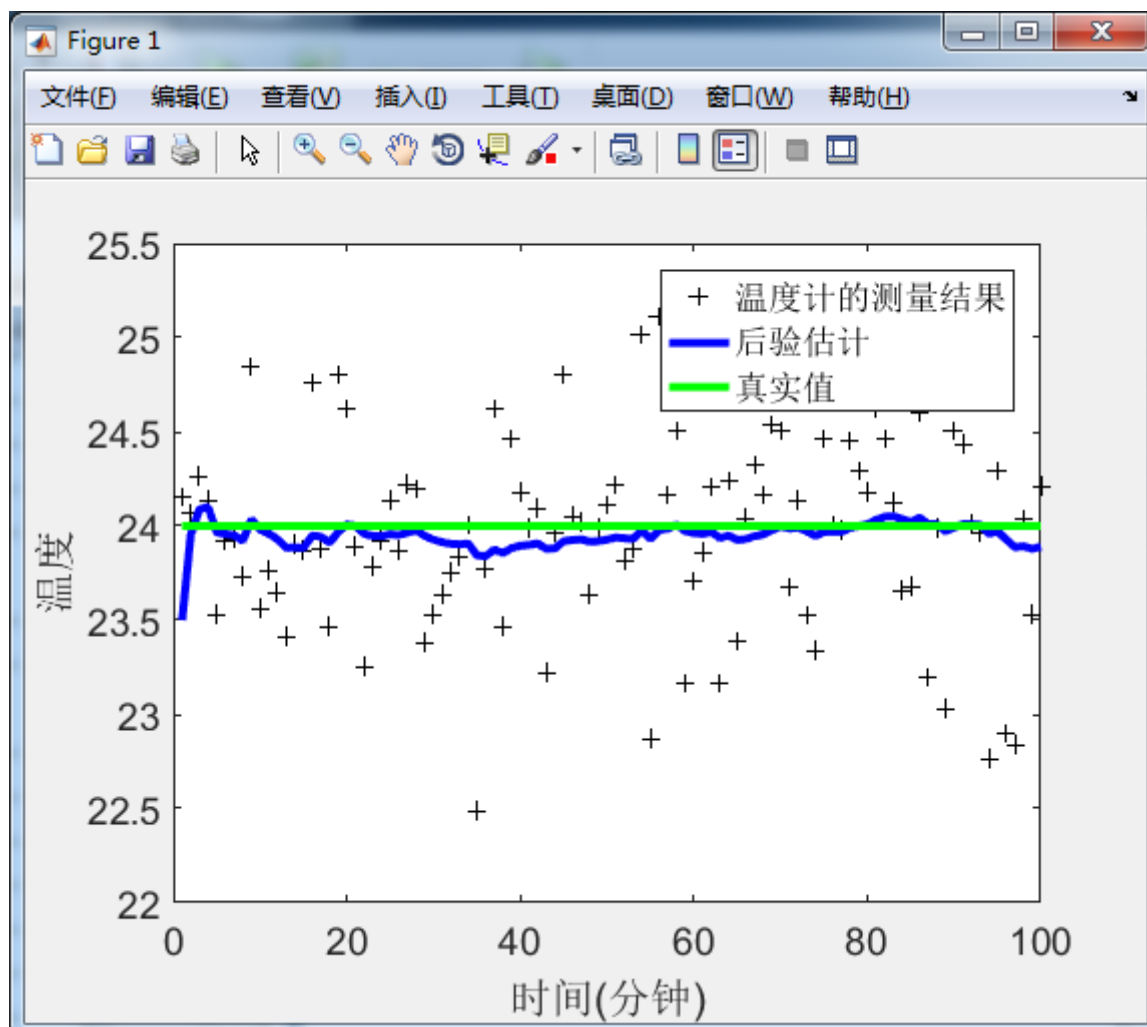 Figure 1
文件(F) 编辑(E) 查看(V) 插入(I) 工具(T) 桌面(D) 窗口(W) 帮助(H)
25.5
25
24.5
24
23.5
23
22.5
22
温度
温度计的测量结果
后验估计
真实值
0 20 40 60 80 100
时间(分钟)